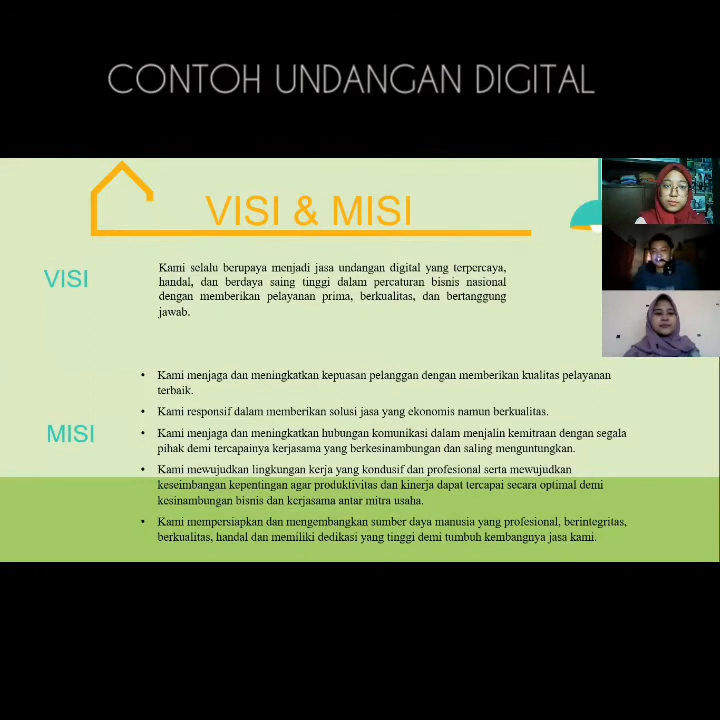 CONTOH UNDANGAN DIGITAL
VISI & MISI
VISI
Kami selalu berupaya menjadi jasa undangan digital yang terpercaya,
handal, dan berdaya saing tinggi dalam percaturan bisnis nasional
dengan memberikan pelayanan prima, berkualitas, dan bertanggung
jawab.
MISI
• Kami menjaga dan meningkatkan kepuasan pelanggan dengan memberikan kualitas pelayanan
terbaik.
• Kami responsif dalam memberikan solusi jasa yang ekonomis namun berkualitas.
• Kami menjaga dan meningkatkan hubungan komunikasi dalam menjalin kemitraan dengan segala
pihak demi tercapainya kerjasama yang berkesinambungan dan saling menguntungkan.
• Kami mewujudkan lingkungan kerja yang kondusif dan profesional serta mewujudkan
keseimbangan kepentingan agar produktivitas dan kinerja dapat tercapai secara optimal demi
kesinambungan bisnis dan kerjasama antar mitra usaha.
• Kami mempersiapkan dan mengembangkan sumber daya manusia yang profesional, berintegritas,
berkualitas, handal dan memiliki dedikasi yang tinggi demi tumbuh kembangnya jasa kami.